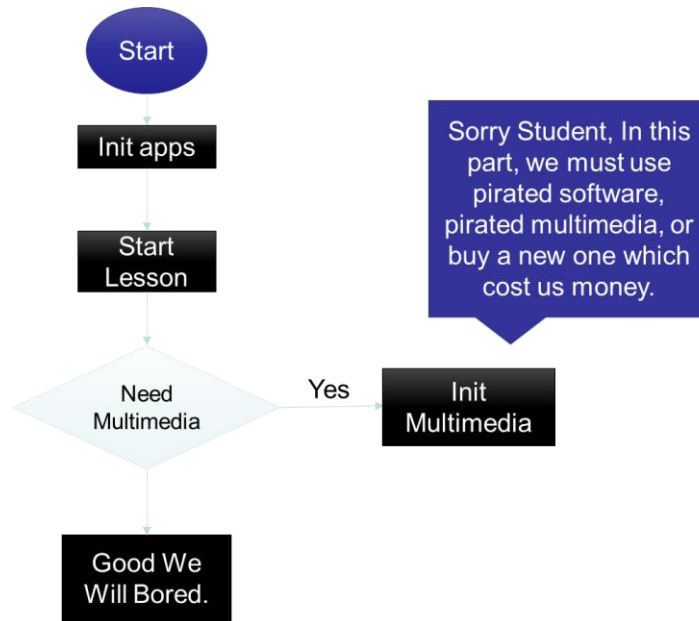 Start
Init apps
Start
Lesson
Need
Multimedia
Yes
Init
Multimedia
Sorry Student, In this
part, we must use
pirated software,
pirated multimedia, or
buy a new one which
cost us money.
Good We
Will Bored.